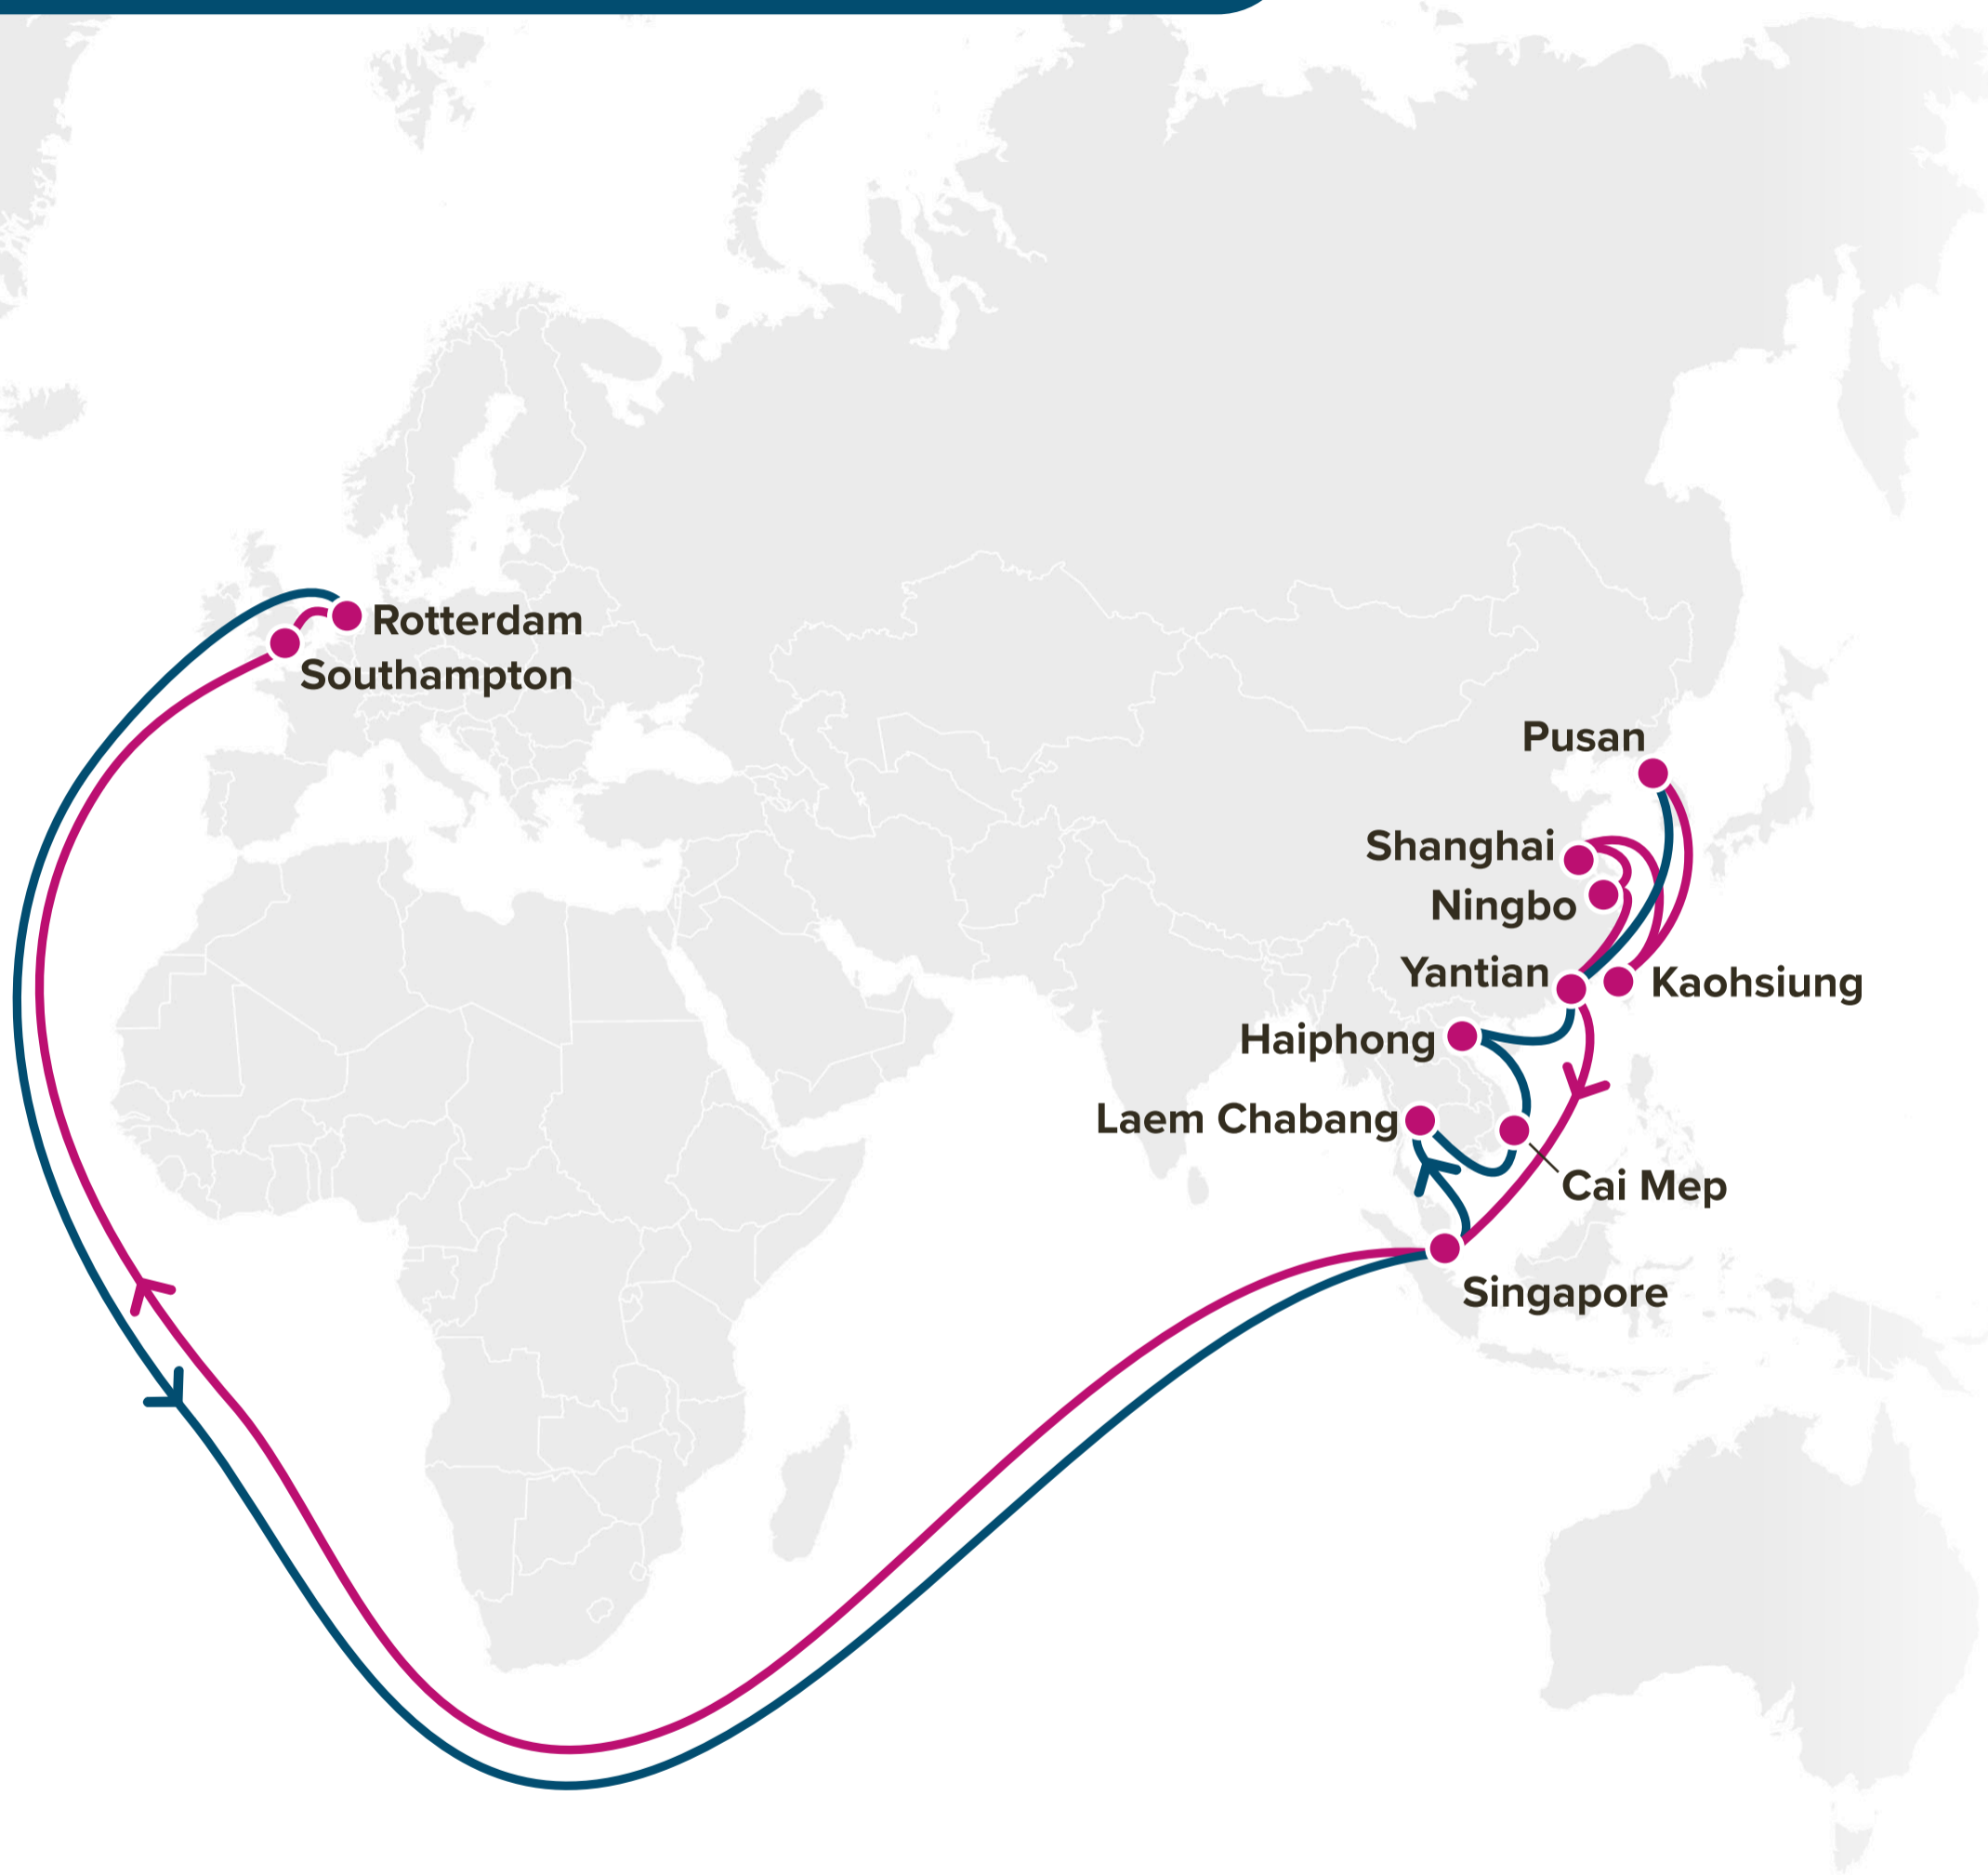 Rotterdam
Southampton
Pusan
Shanghai
Ningbo
Yantian
Kaohsiung
Haiphong
Laem Chabang
Cai Mep
Singapore